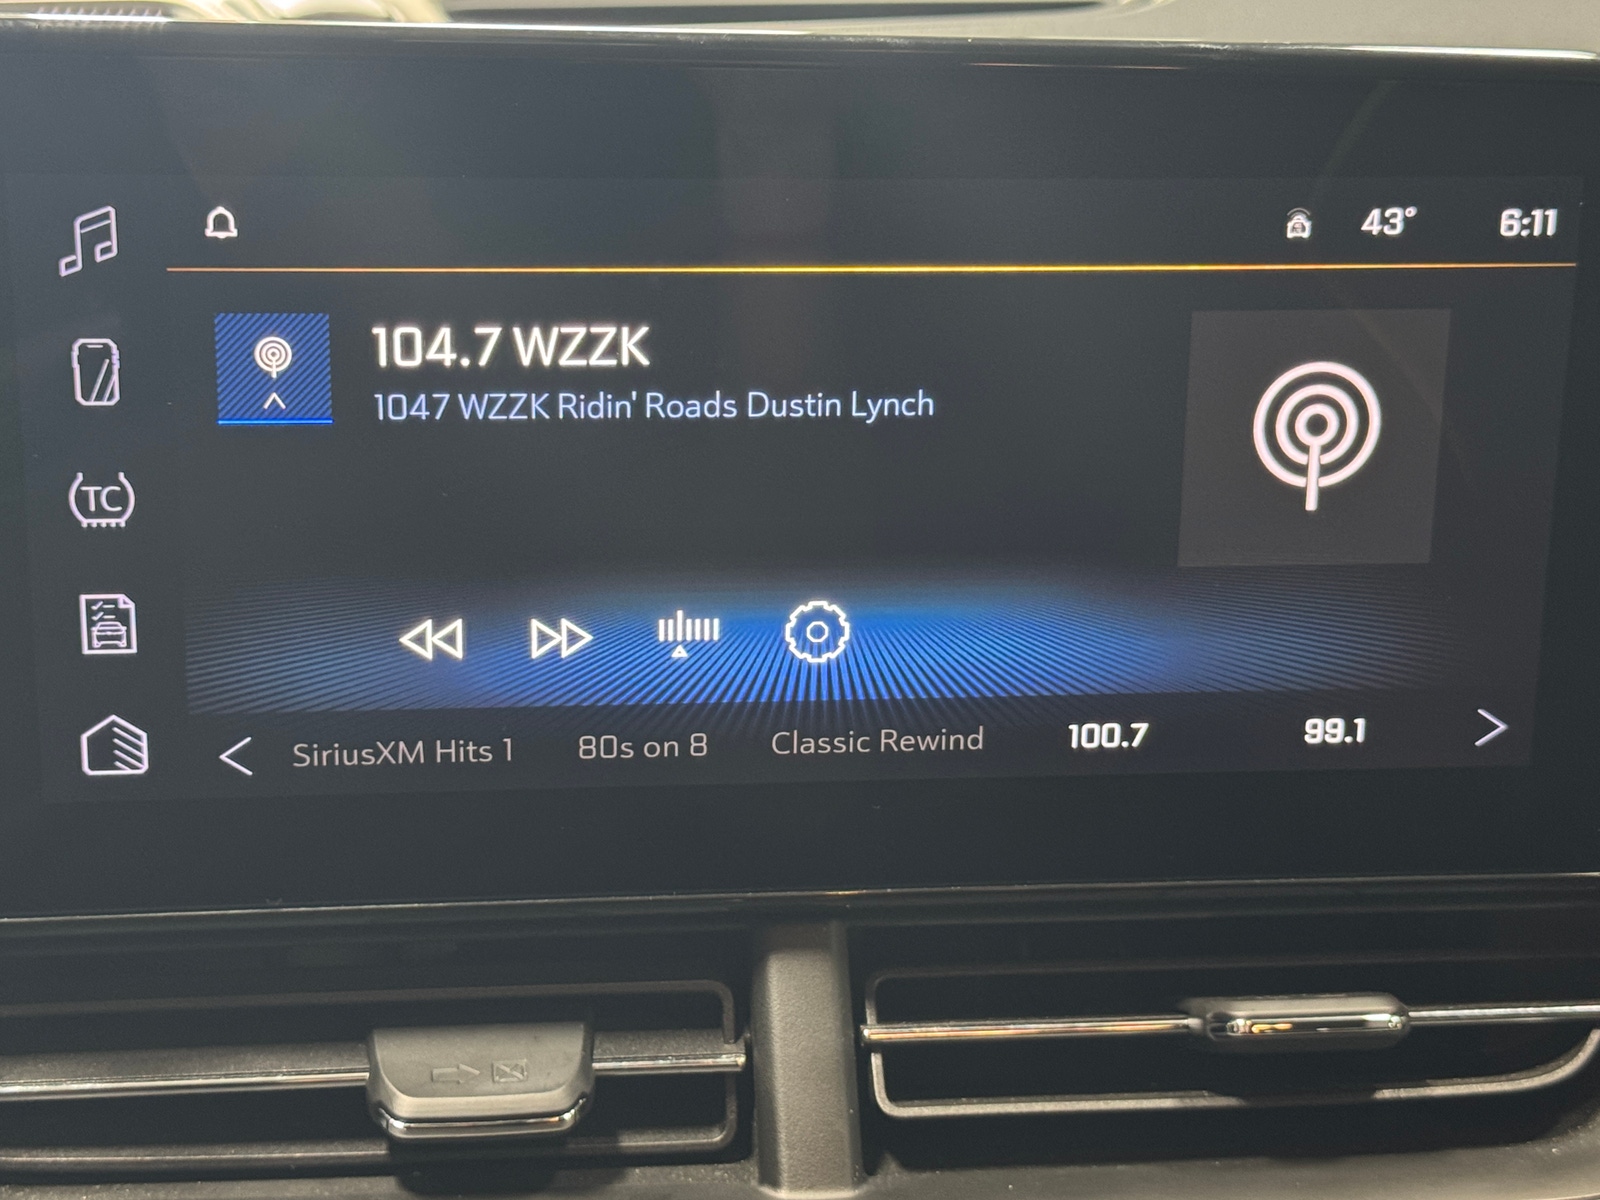 43° 6:11
104.7 WZZK
1047 WZZK Ridin' Roads Dustin Lynch
TC
SiriusXM Hits 1 80s on 8 Classic Rewind 100.7 99.1